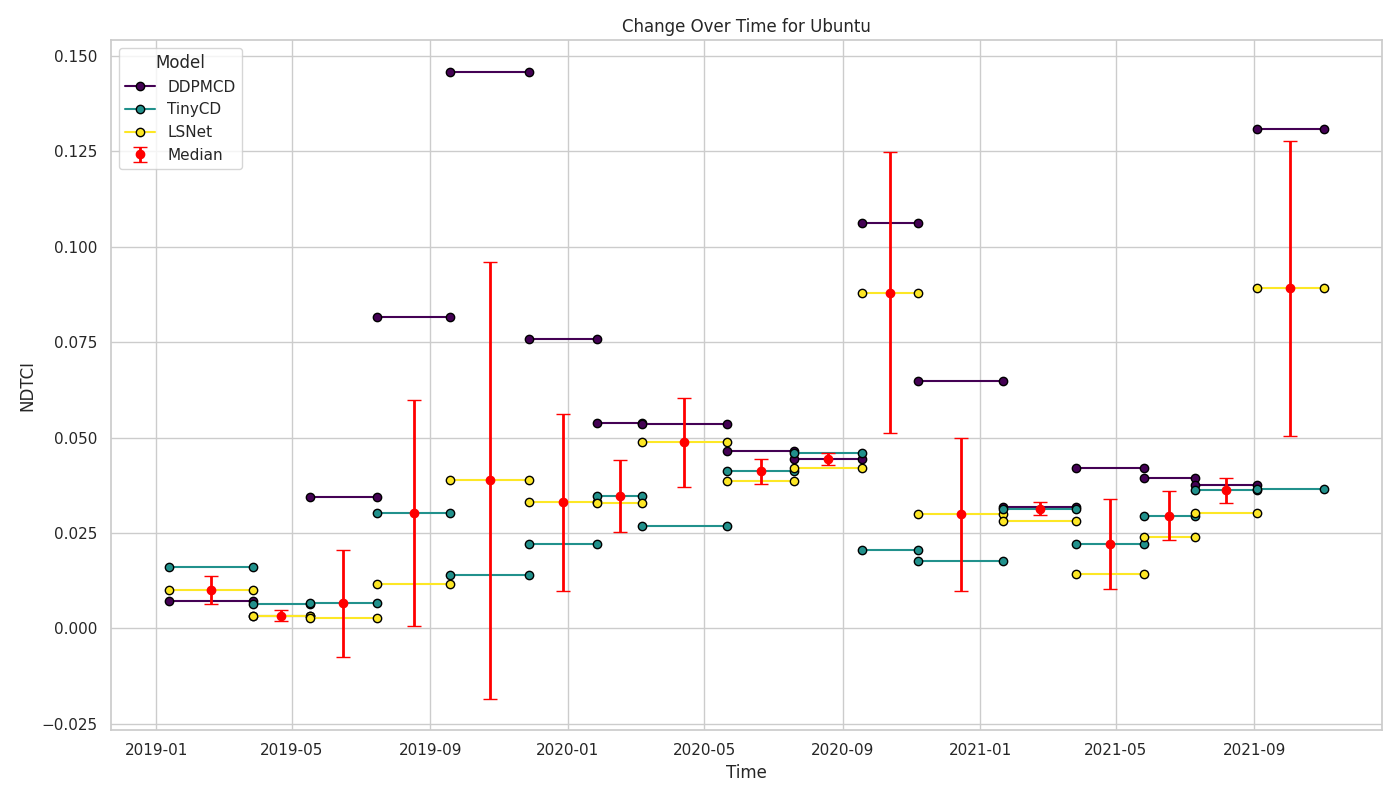 Change Over Time for Ubuntu
Model
DDPMCD
TinyCD
LSNet
Median
NDTCI
0.150
0.125
0.100
0.075
0.050
0.025
0.000
−0.025
2019-01 2019-05 2019-09 2020-01 2020-05 2020-09 2021-01 2021-05 2021-09
Time